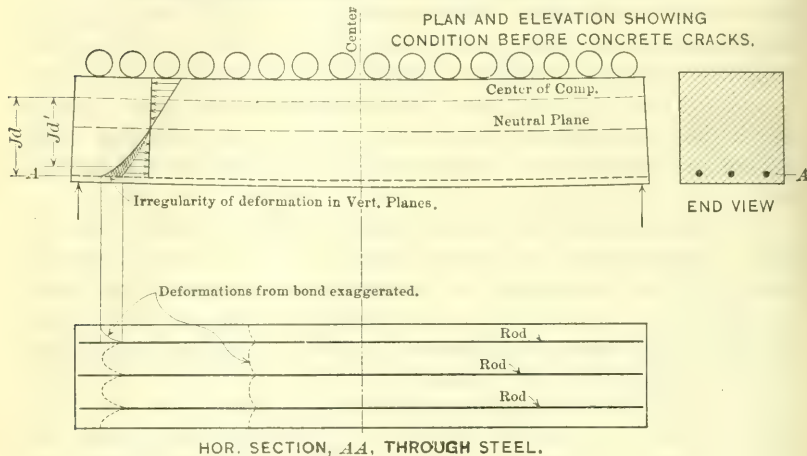 PLAN AND ELEVATION SHOWING
CONDITION BEFORE CONCRETE CRACKS.
Center
Center of Comp.
Neutral Plane
Jd
Jd'
A
A
END VIEW
Irregularity of deformation in Vert. Planes.
Deformations from bond exaggerated.
Rod
Rod
Rod
HOR. SECTION, AA, THROUGH STEEL.